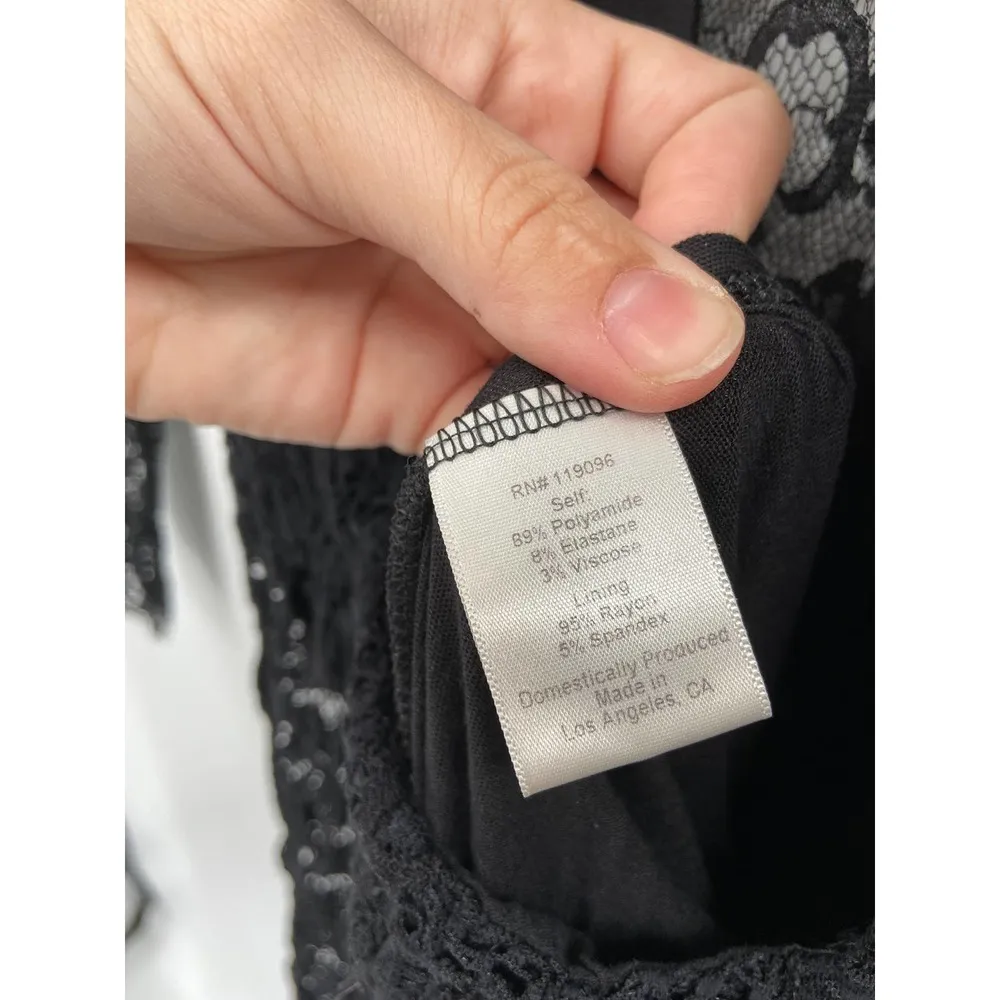 RN# 119096
Self:
89% Polyamide
8% Elastane
3% Viscose
Lining
95% Rayon
5% Spandex
Domestically Produced
Made in
Los Angeles, CA